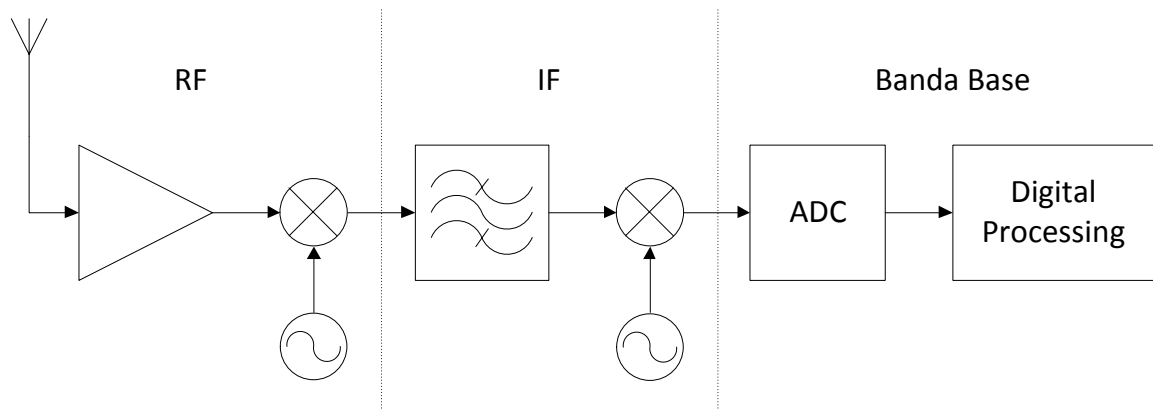 RF
IF
Banda Base
ADC
Digital
Processing